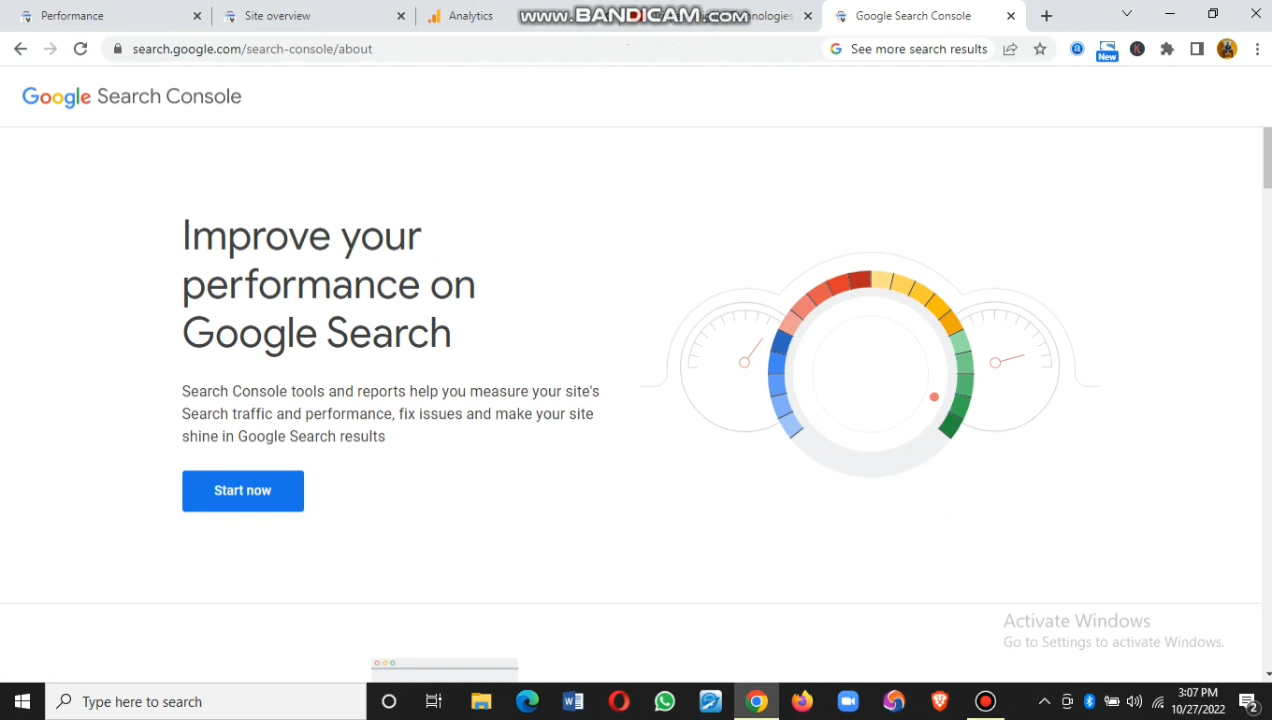 Performance
Site overview
Analytics
www.BANDICAM.com
Google Search Console
search.google.com/search-console/about
See more search results
New
Google Search Console
Improve your
performance on
Google Search
Search Console tools and reports help you measure your site's
Search traffic and performance, fix issues and make your site
shine in Google Search results
Start now
Activate Windows
Go to Settings to activate Windows.
Type here to search
3:07 PM
10/27/2022
2